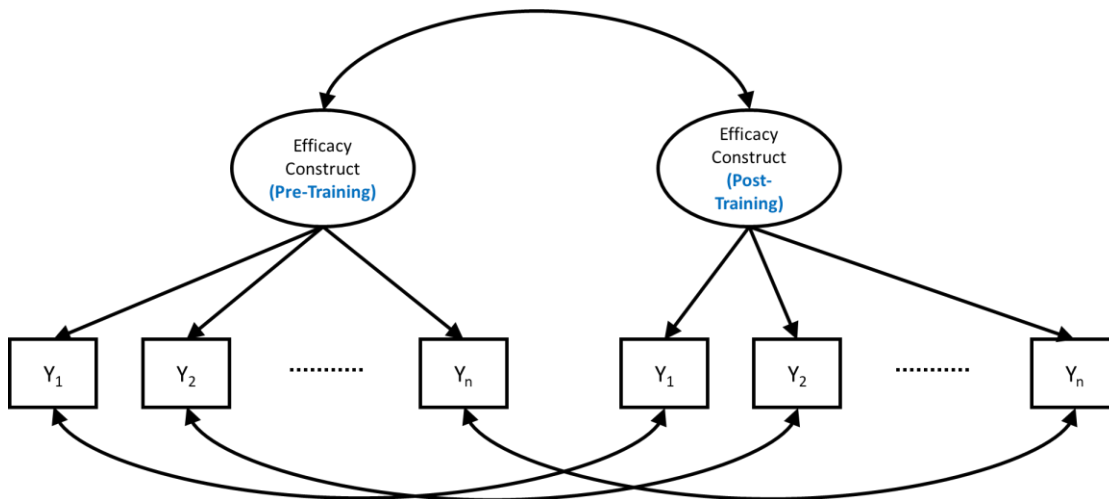 Efficacy
Construct
(Pre-Training)
Efficacy
Construct
(Post-
Training)
Y₁
Y₂
...........
Yₙ
Y₁
Y₂
...........
Yₙ